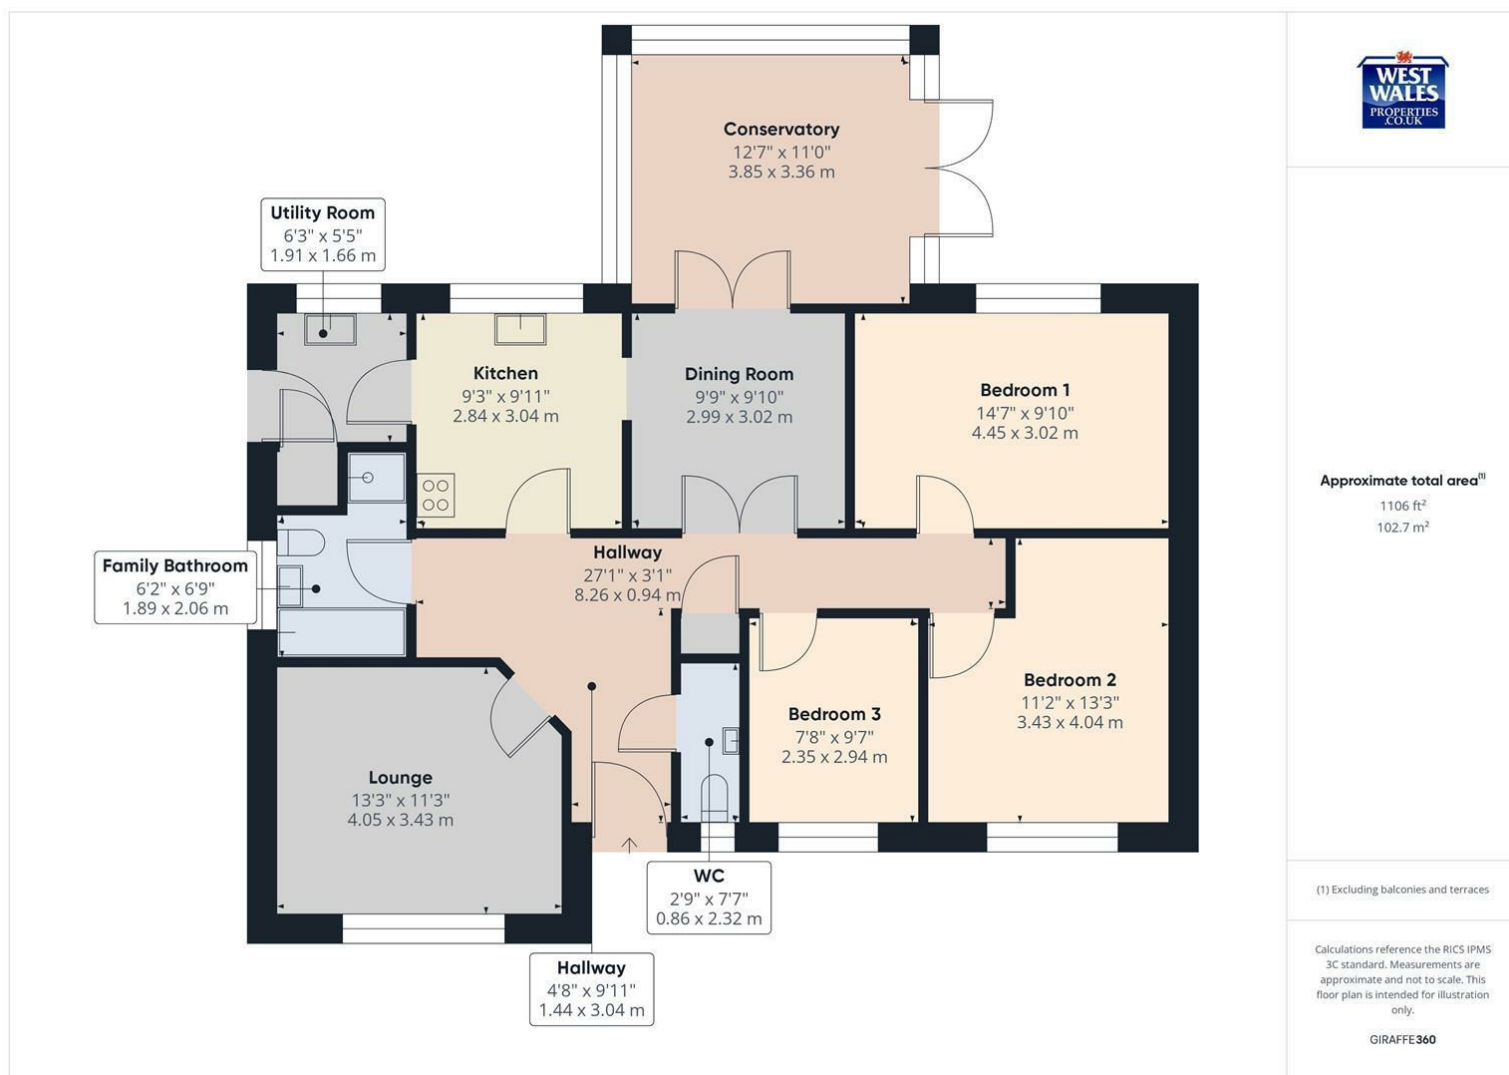 WEST
WALES
PROPERTIES
.CO.UK
Conservatory
12'7" x 11'0"
3.85 x 3.36 m
Utility Room
6'3" x 5'5"
1.91 x 1.66 m
Kitchen
9'3" x 9'11"
2.84 x 3.04 m
Dining Room
9'9" x 9'10"
2.99 x 3.02 m
Bedroom 1
14'7" x 9'10"
4.45 x 3.02 m
Family Bathroom
6'2" x 6'9"
1.89 x 2.06 m
Hallway
27'1" x 3'1"
8.26 x 0.94 m
Bedroom 2
11'2" x 13'3"
3.43 x 4.04 m
Bedroom 3
7'8" x 9'7"
2.35 x 2.94 m
Lounge
13'3" x 11'3"
4.05 x 3.43 m
WC
2'9" x 7'7"
0.86 x 2.32 m
Hallway
4'8" x 9'11"
1.44 x 3.04 m
Approximate total area⁽¹⁾
1106 ft²
102.7 m²
(1) Excluding balconies and terraces
Calculations reference the RICS IPMS
3C standard. Measurements are
approximate and not to scale. This
floor plan is intended for illustration
only.
GIRAFFE360